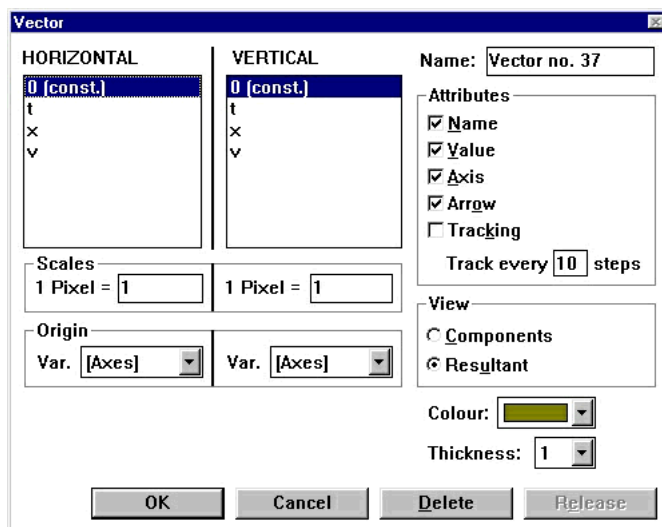 Vector
HORIZONTAL
0 (const.)
t
x
v
VERTICAL
0 (const.)
t
x
v
Scales
1 Pixel = 1
1 Pixel = 1
Origin
Var. [Axes]
Var. [Axes]
Name: Vector no. 37
Attributes
Name
Value
Axis
Arrow
Tracking
Track every 10 steps
View
Components
Resultant
Colour:
Thickness: 1
OK Cancel Delete Release